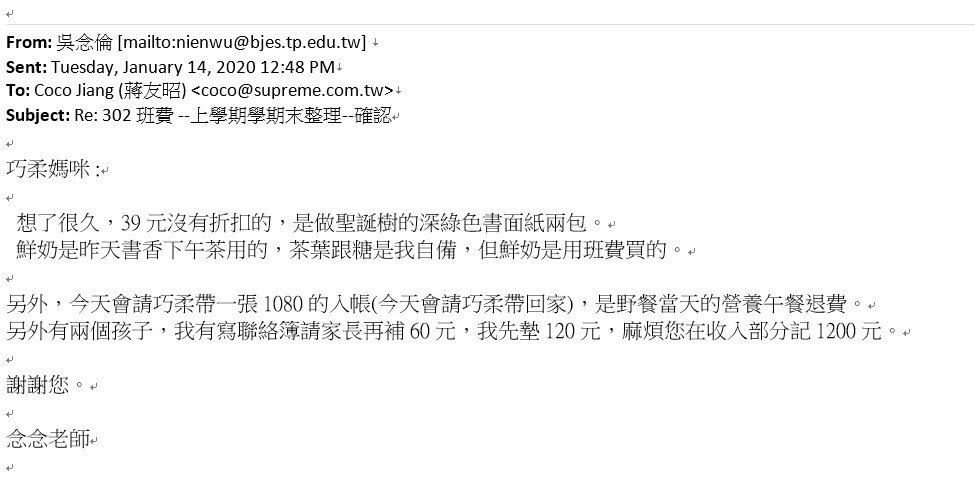 From: 吳念倫 [mailto:nienwu@bjes.tp.edu.tw]
Sent: Tuesday, January 14, 2020 12:48 PM
To: Coco Jiang (蔣友昭) <coco@supreme.com.tw>
Subject: Re: 302 班費 --上學期學期末整理--確認
巧柔媽咪 :
想了很久，39 元沒有折扣的，是做聖誕樹的深綠色書面紙兩包。
鮮奶是昨天書香下午茶用的，茶葉跟糖是我自備，但鮮奶是用班費買的。
另外，今天會請巧柔帶一張 1080 的入帳(今天會請巧柔帶回家)，是野餐當天的營養午餐退費。
另外有兩個孩子，我有寫聯絡簿請家長再補 60 元，我先墊 120 元，麻煩您在收入部分記 1200 元。
謝謝您。
念念老師